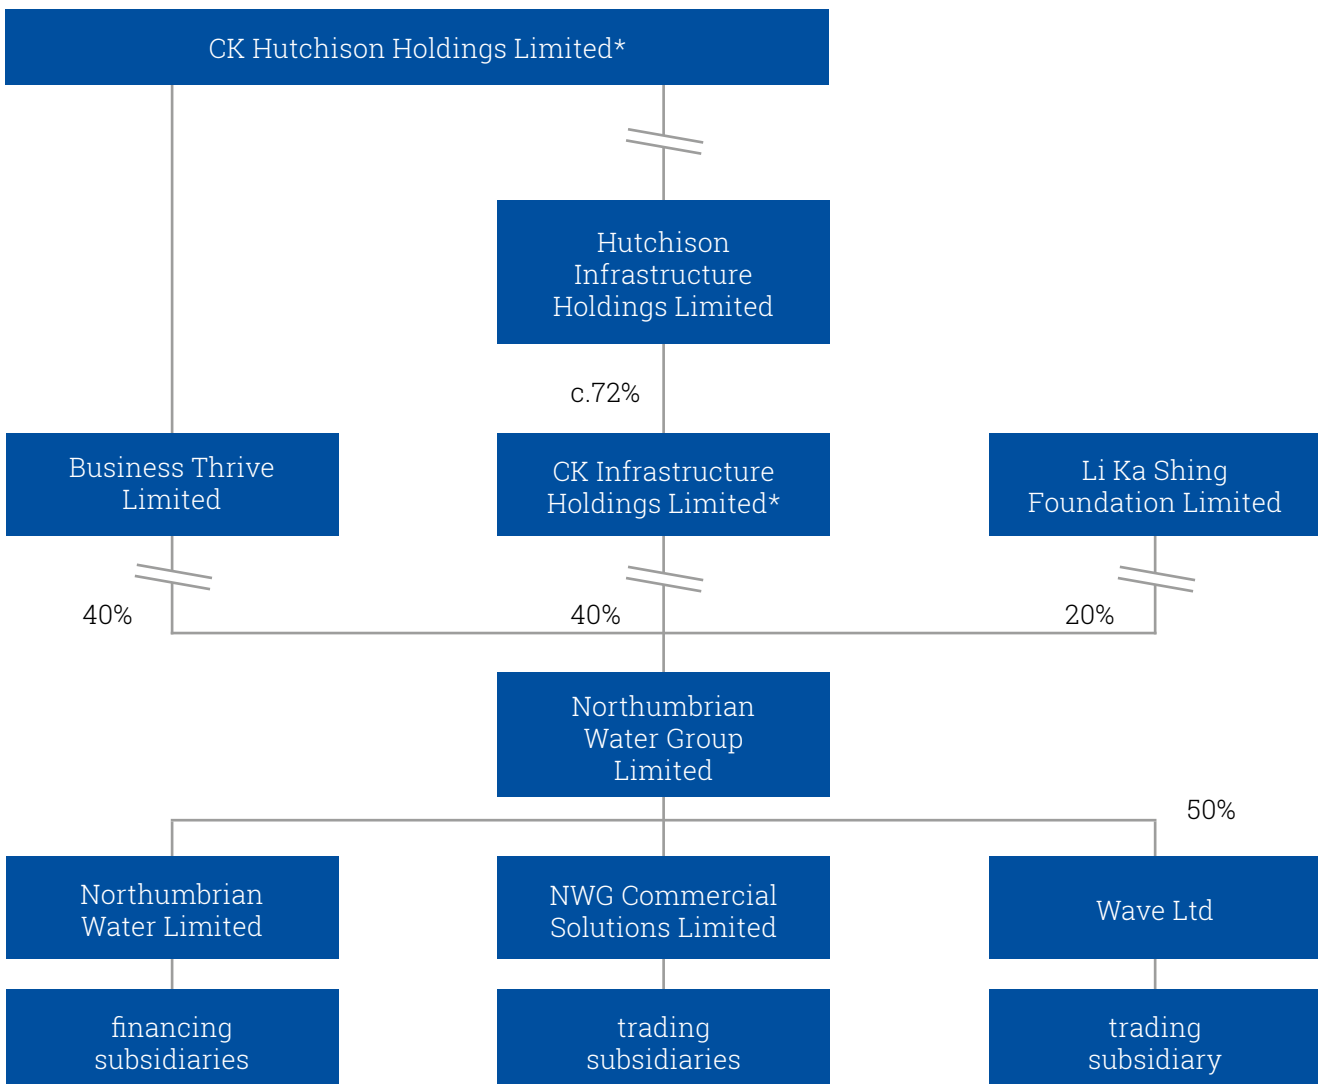 CK Hutchison Holdings Limited*
Hutchison
Infrastructure
Holdings Limited
c.72%
Business Thrive
Limited
CK Infrastructure
Holdings Limited*
Li Ka Shing
Foundation Limited
40%
40%
20%
Northumbrian
Water Group
Limited
50%
Northumbrian
Water Limited
NWG Commercial
Solutions Limited
Wave Ltd
financing
subsidiaries
trading
subsidiaries
trading
subsidiary